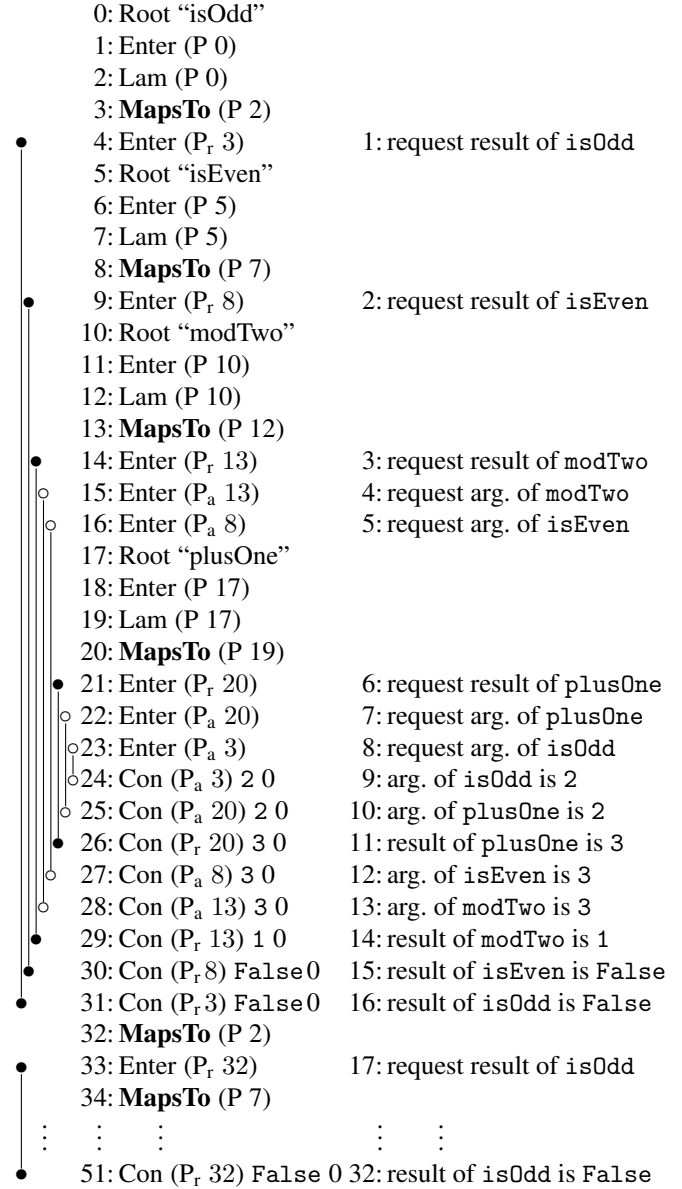 0: Root “isOdd”
1: Enter (P 0)
2: Lam (P 0)
3: MapsTo (P 2)
4: Enter (Pr 3) 1: request result of isOdd
5: Root “isEven”
6: Enter (P 5)
7: Lam (P 5)
8: MapsTo (P 7)
9: Enter (Pr 8) 2: request result of isEven
10: Root “modTwo”
11: Enter (P 10)
12: Lam (P 10)
13: MapsTo (P 12)
14: Enter (Pr 13) 3: request result of modTwo
15: Enter (Pa 13) 4: request arg. of modTwo
16: Enter (Pa 8) 5: request arg. of isEven
17: Root “plusOne”
18: Enter (P 17)
19: Lam (P 17)
20: MapsTo (P 19)
21: Enter (Pr 20) 6: request result of plusOne
22: Enter (Pa 20) 7: request arg. of plusOne
23: Enter (Pa 3) 8: request arg. of isOdd
24: Con (Pa 3) 2 0 9: arg. of isOdd is 2
25: Con (Pa 20) 2 0 10: arg. of plusOne is 2
26: Con (Pr 20) 3 0 11: result of plusOne is 3
27: Con (Pa 8) 3 0 12: arg. of isEven is 3
28: Con (Pa 13) 3 0 13: arg. of modTwo is 3
29: Con (Pr 13) 1 0 14: result of modTwo is 1
30: Con (Pr 8) False 0 15: result of isEven is False
31: Con (Pr 3) False 0 16: result of isOdd is False
32: MapsTo (P 2)
33: Enter (Pr 32) 17: request result of isOdd
34: MapsTo (P 7)
⋮ ⋮ ⋮ ⋮ ⋮
51: Con (Pr 32) False 0 32: result of isOdd is False